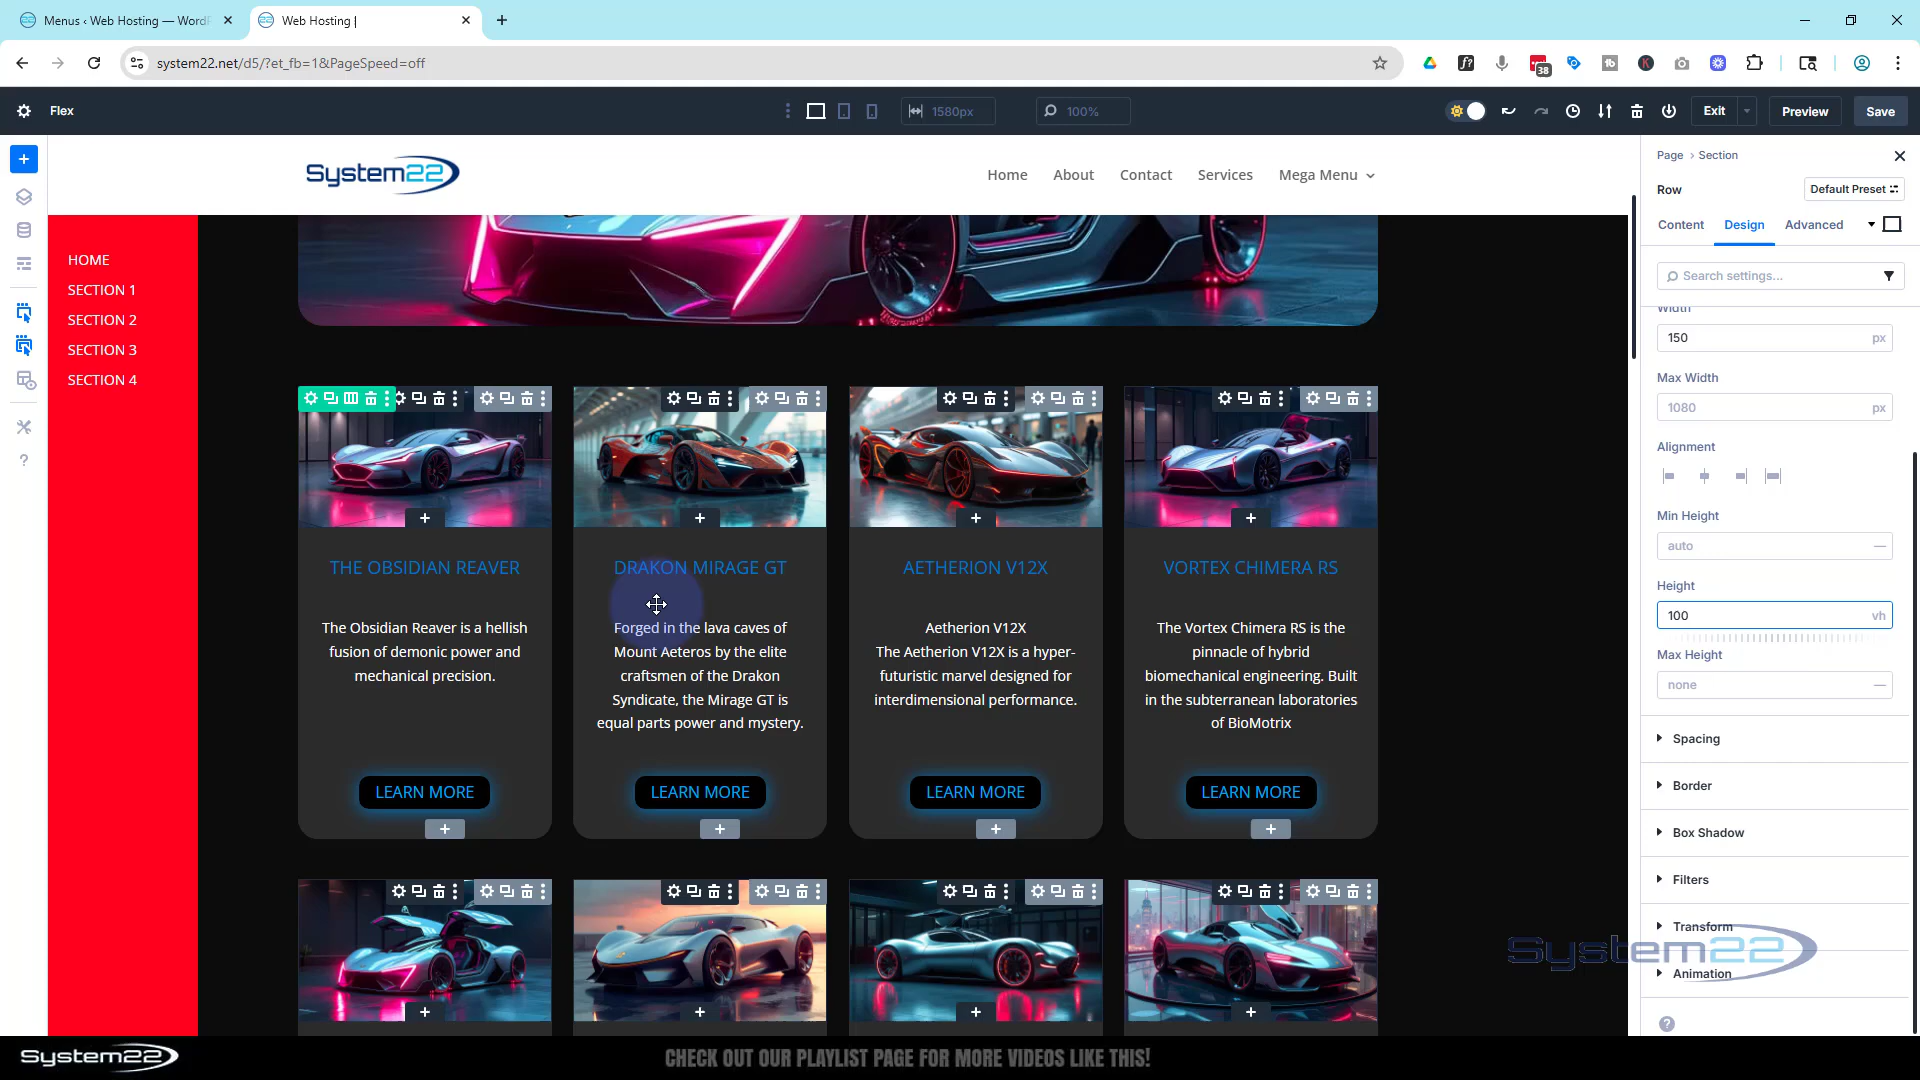 Menus ‹ Web Hosting — WordP
Web Hosting |
system22.net/d5/?et_fb=1&PageSpeed=off
38
Flex
1580px
100%
Exit
Preview
Save
System22
Home
About
Contact
Services
Mega Menu
HOME
SECTION 1
SECTION 2
SECTION 3
SECTION 4
THE OBSIDIAN REAVER
The Obsidian Reaver is a hellish
fusion of demonic power and
mechanical precision.
LEARN MORE
DRAKON MIRAGE GT
Forged in the lava caves of
Mount Aeteros by the elite
craftsmen of the Drakon
Syndicate, the Mirage GT is
equal parts power and mystery.
LEARN MORE
AETHERION V12X
Aetherion V12X
The Aetherion V12X is a hyper-
futuristic marvel designed for
interdimensional performance.
LEARN MORE
VORTEX CHIMERA RS
The Vortex Chimera RS is the
pinnacle of hybrid
biomechanical engineering. Built
in the subterranean laboratories
of BioMotrix
LEARN MORE
Page › Section
Row
Default Preset
Content
Design
Advanced
Search settings...
Width
150 px
Max Width
1080 px
Alignment
Min Height
auto
Height
100 vh
Max Height
none
Spacing
Border
Box Shadow
Filters
Transform
Animation
System22
System22
CHECK OUT OUR PLAYLIST PAGE FOR MORE VIDEOS LIKE THIS!